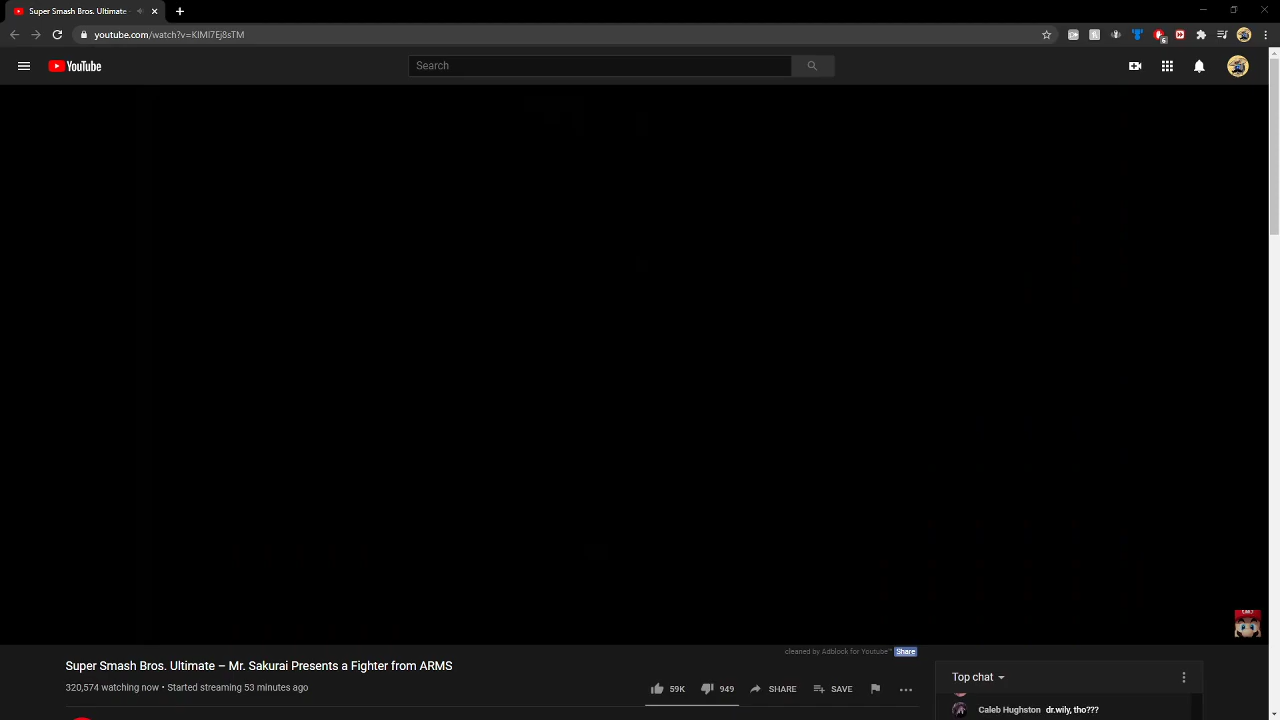 Super Smash Bros. Ultimate
youtube.com/watch?v=KIMI7Ej8sTM
6
YouTube
Search
cleaned by Adblock for Youtube™ Share
Super Smash Bros. Ultimate – Mr. Sakurai Presents a Fighter from ARMS
320,574 watching now • Started streaming 53 minutes ago
59K 949 SHARE SAVE
Top chat
Caleb Hughston dr.wily, tho???